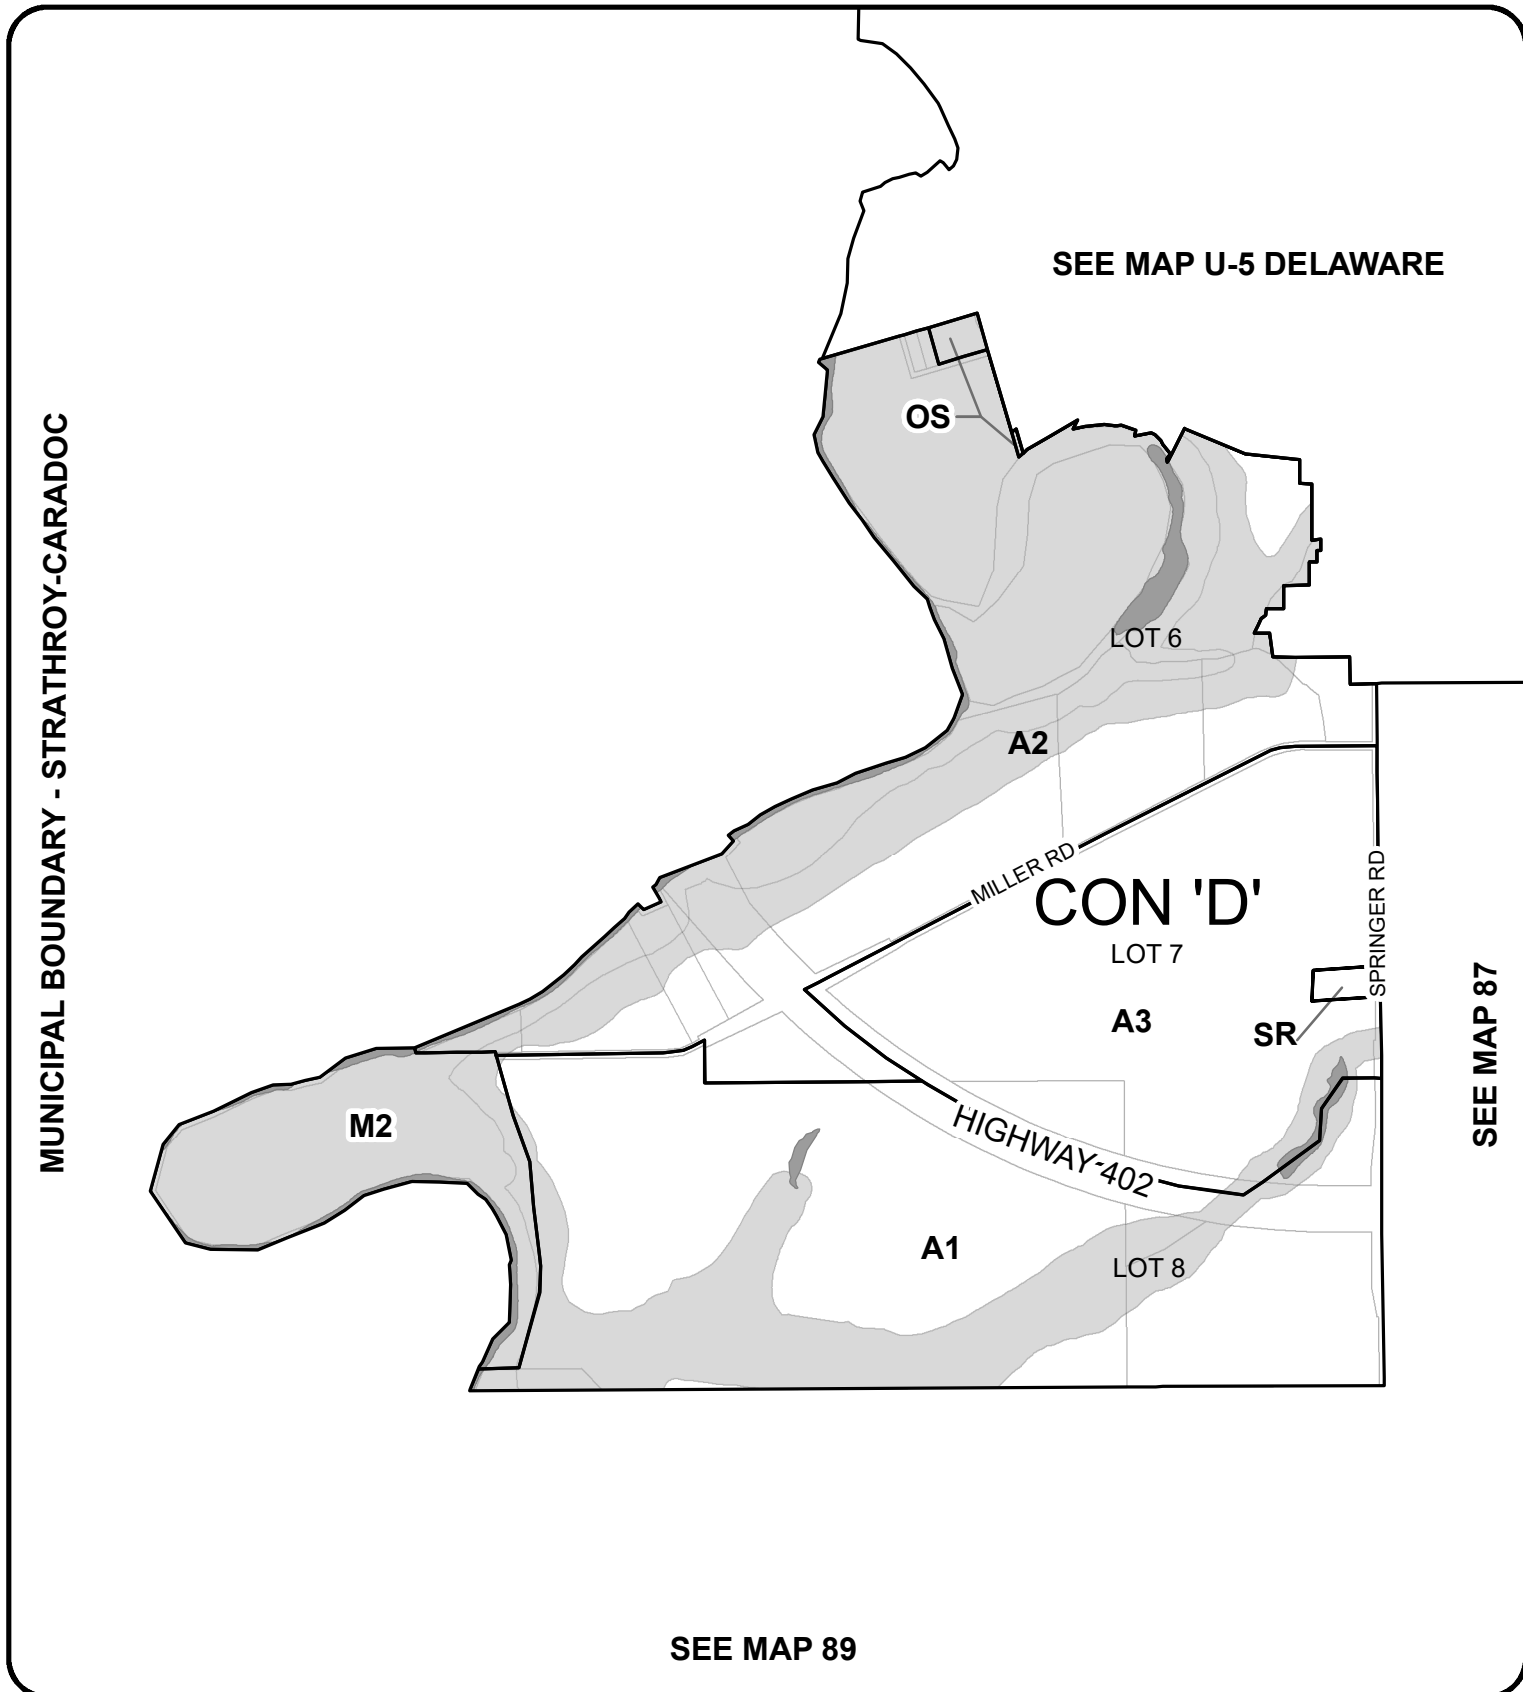 SEE MAP U-5 DELAWARE
OS
MUNICIPAL BOUNDARY - STRATHROY-CARADOC
LOT 6
A2
MILLER RD
CON 'D'
SPRINGER RD
LOT 7
A3
SR
SEE MAP 87
M2
HIGHWAY 402
A1
LOT 8
SEE MAP 89